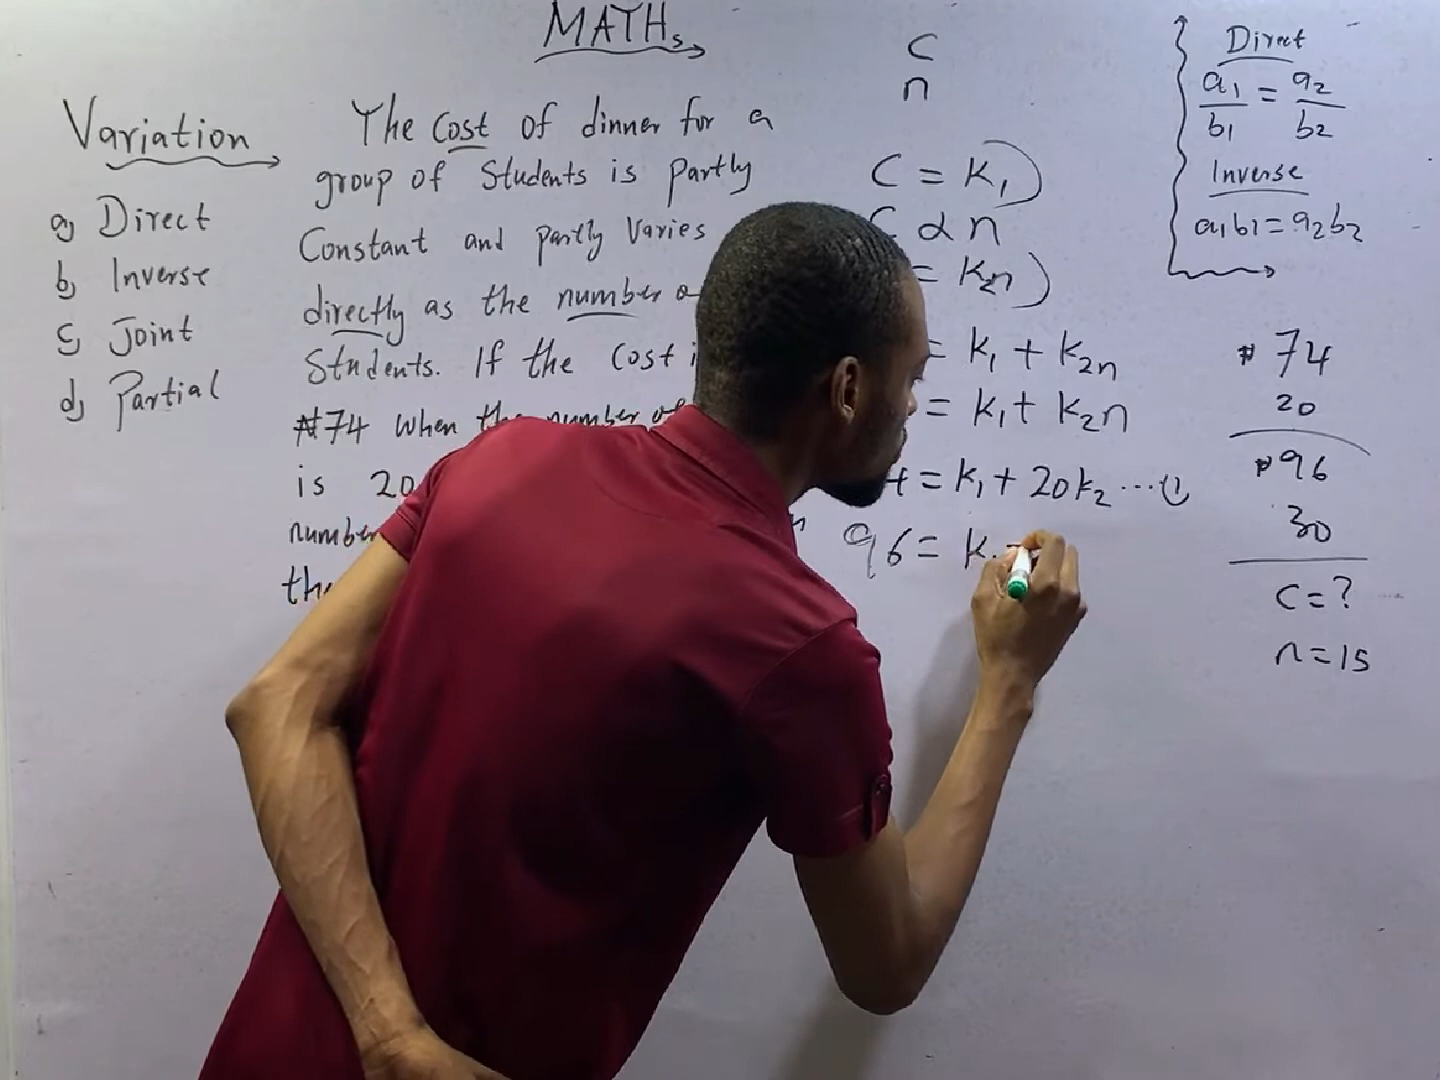 MATHs
Variation
a) Direct
b) Inverse
c) Joint
d) Partial
The Cost of dinner for a
group of Students is Partly
Constant and partly Varies
directly as the number
Students. If the Cost
₦74 when the number of
is 20
number
C
n
C = K₁)
C α n
= K₂n)
= K₁ + K₂n
= K₁ + K₂n
= K₁ + 20K₂ ... (1)
96 = K
Direct
a₁/b₁ = a₂/b₂
Inverse
a₁b₁ = a₂b₂
₦ 74
20
₦96
30
C = ?
n = 15